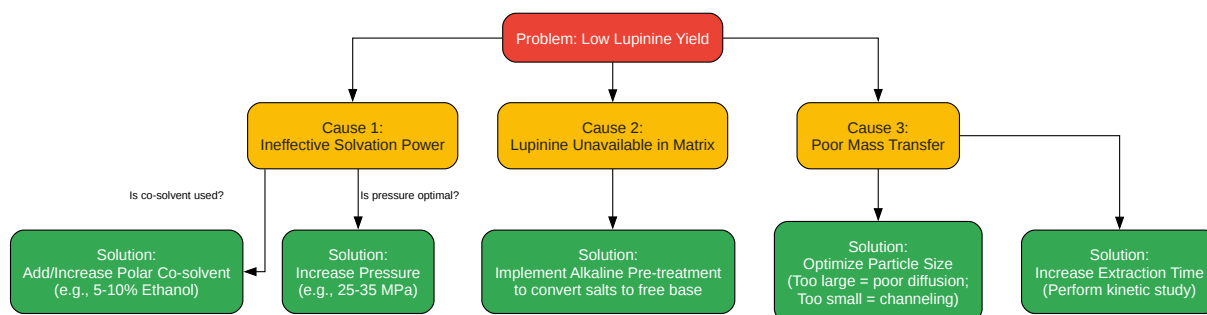 Problem: Low Lupinine Yield
Cause 1:
Ineffective Solvation Power
Cause 2:
Lupinine Unavailable in Matrix
Cause 3:
Poor Mass Transfer
Is co-solvent used?
Is pressure optimal?
Solution:
Add/Increase Polar Co-solvent
(e.g., 5-10% Ethanol)
Solution:
Increase Pressure
(e.g., 25-35 MPa)
Solution:
Implement Alkaline Pre-treatment
to convert salts to free base
Solution:
Optimize Particle Size
(Too large = poor diffusion;
Too small = channeling)
Solution:
Increase Extraction Time
(Perform kinetic study)